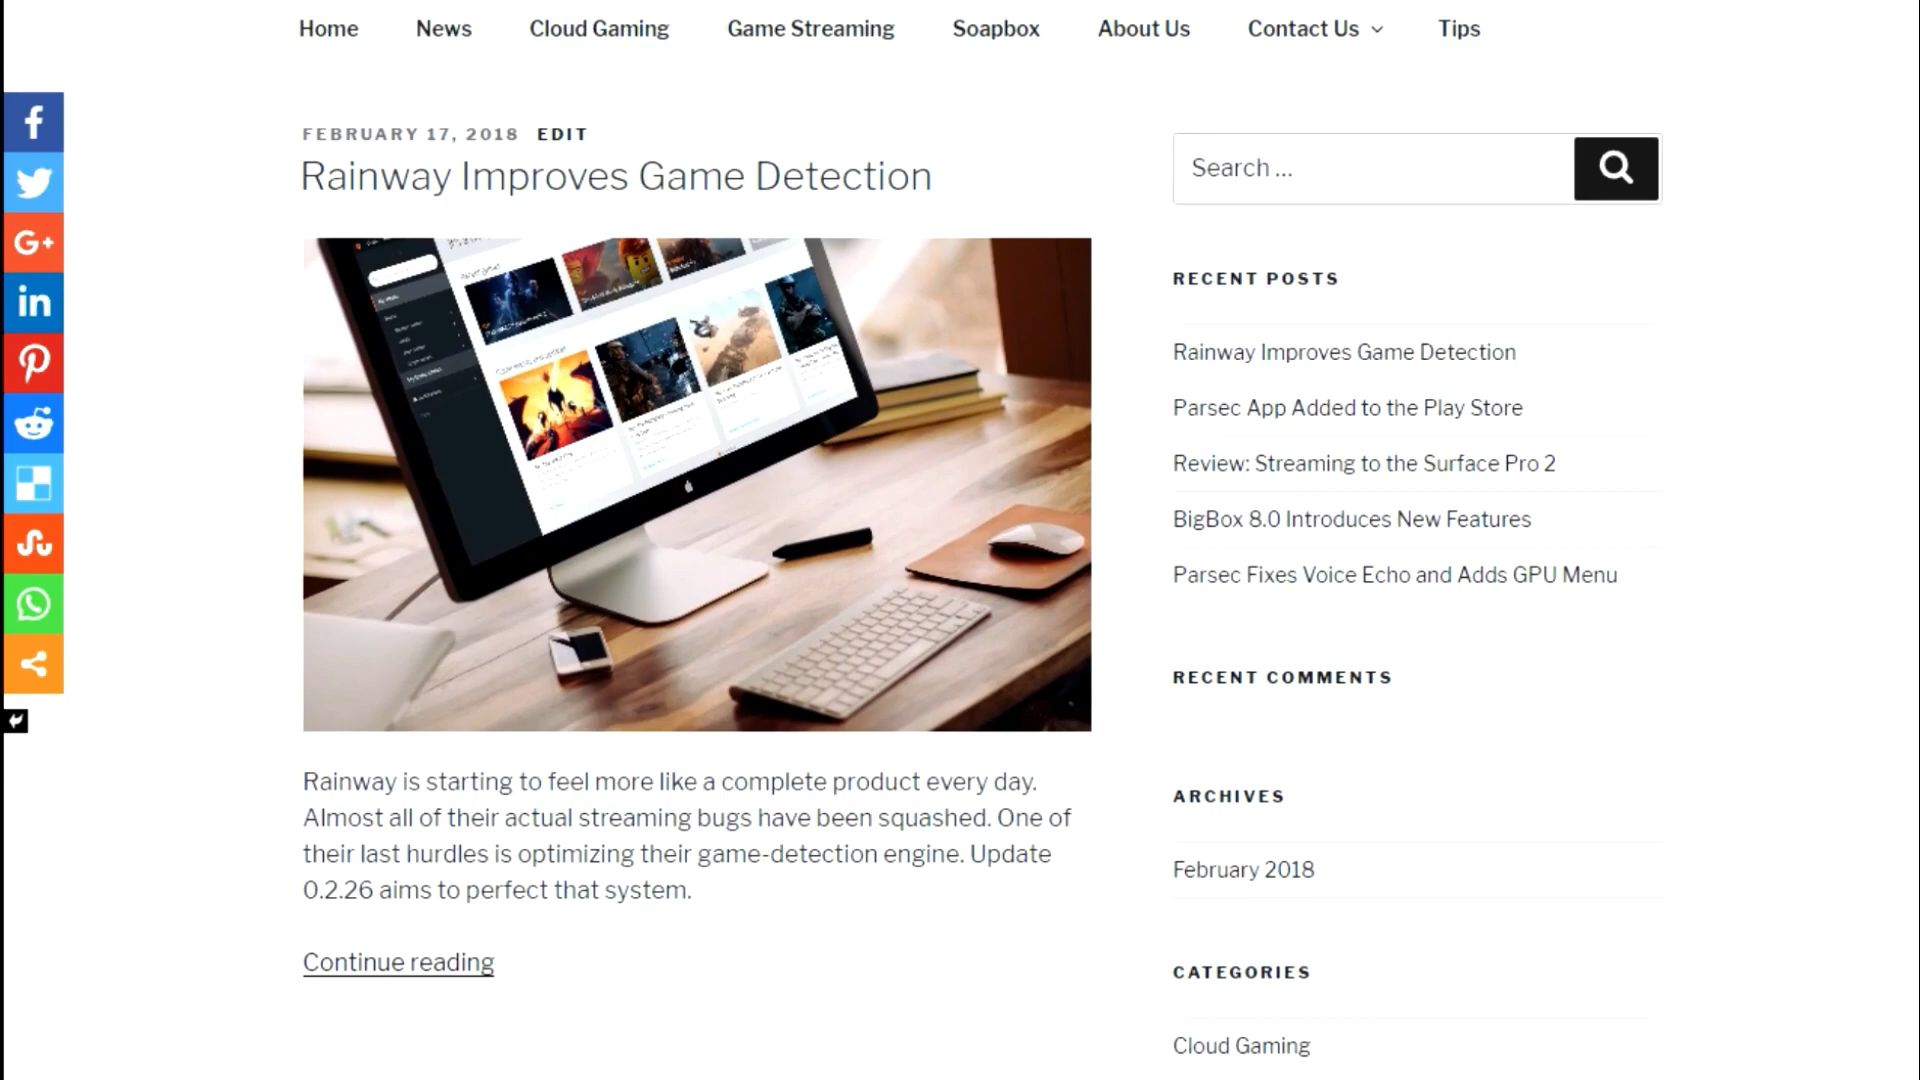 Home News Cloud Gaming Game Streaming Soapbox About Us Contact Us Tips
FEBRUARY 17, 2018 EDIT
Rainway Improves Game Detection
Rainway is starting to feel more like a complete product every day.
Almost all of their actual streaming bugs have been squashed. One of
their last hurdles is optimizing their game-detection engine. Update
0.2.26 aims to perfect that system.
Continue reading
Search ...
RECENT POSTS
Rainway Improves Game Detection
Parsec App Added to the Play Store
Review: Streaming to the Surface Pro 2
BigBox 8.0 Introduces New Features
Parsec Fixes Voice Echo and Adds GPU Menu
RECENT COMMENTS
ARCHIVES
February 2018
CATEGORIES
Cloud Gaming